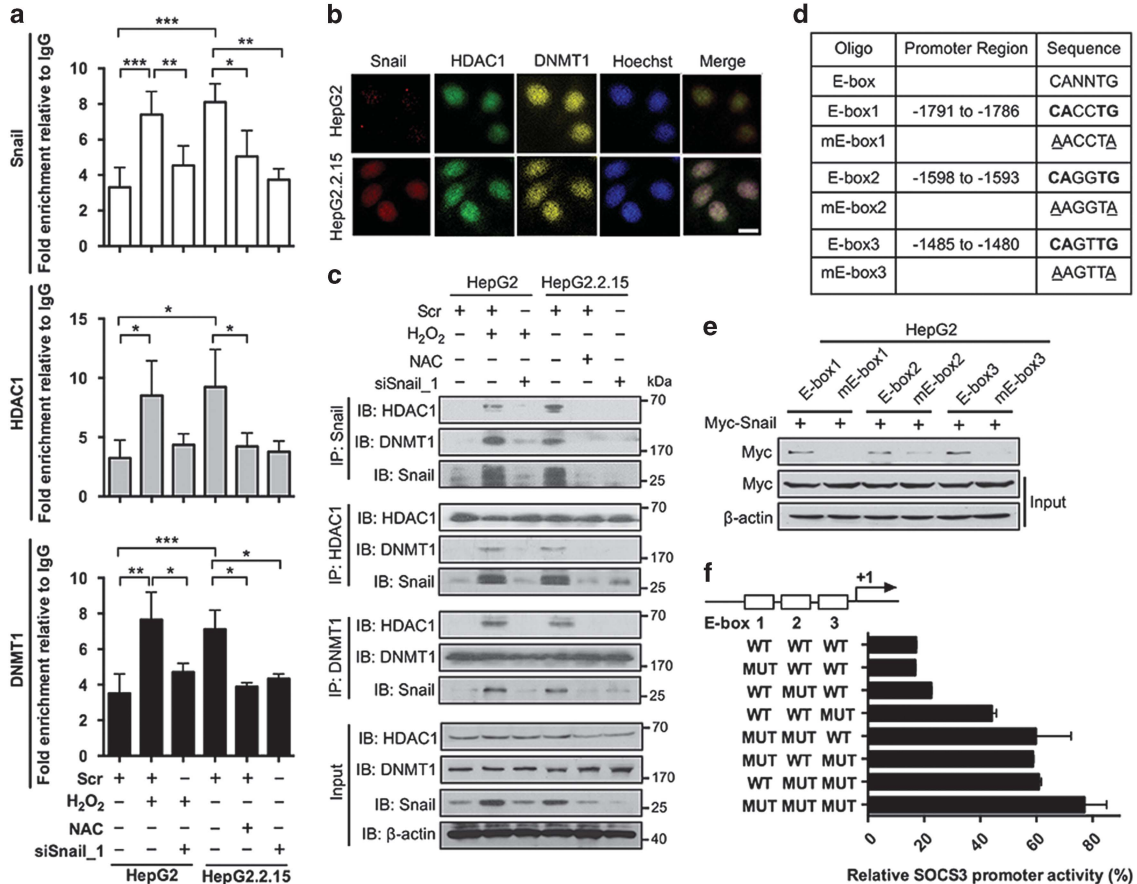 a
Snail
Fold enrichment relative to IgG
10
8
6
4
2
0
*** *** ** * **
HDAC1
Fold enrichment relative to IgG
15
10
5
0
* * *
DNMT1
Fold enrichment relative to IgG
10
8
6
4
2
0
*** ** * * *
Scr + + − + + −
H₂O₂ − + + − − −
NAC − − − − + −
siSnail_1 − − + − − +
HepG2 HepG2.2.15
b
Snail HDAC1 DNMT1 Hoechst Merge
HepG2
HepG2.2.15
c
HepG2 HepG2.2.15
Scr + + − + + −
H₂O₂ − + + − − −
NAC − − − − + −
siSnail_1 − − + − − + kDa
IP: Snail
IB: HDAC1 70
IB: DNMT1 170
IB: Snail 25
IP: HDAC1
IB: HDAC1 70
IB: DNMT1 170
IB: Snail 25
IP: DNMT1
IB: HDAC1 70
IB: DNMT1 170
IB: Snail 25
Input
IB: HDAC1 70
IB: DNMT1 170
IB: Snail 25
IB: β-actin 40
d
Oligo Promoter Region Sequence
E-box CANNTG
E-box1 -1791 to -1786 CACCTG
mE-box1 AACCTA
E-box2 -1598 to -1593 CAGGTG
mE-box2 AAGGTA
E-box3 -1485 to -1480 CAGTTG
mE-box3 AAGTTA
e
HepG2
E-box1 mE-box1 E-box2 mE-box2 E-box3 mE-box3
Myc-Snail + + + + + +
Myc
Myc
β-actin
Input
f
+1
E-box 1 2 3
WT WT WT
MUT WT WT
WT MUT WT
WT WT MUT
MUT MUT WT
MUT WT MUT
WT MUT MUT
MUT MUT MUT
0 20 40 60 80
Relative SOCS3 promoter activity (%)